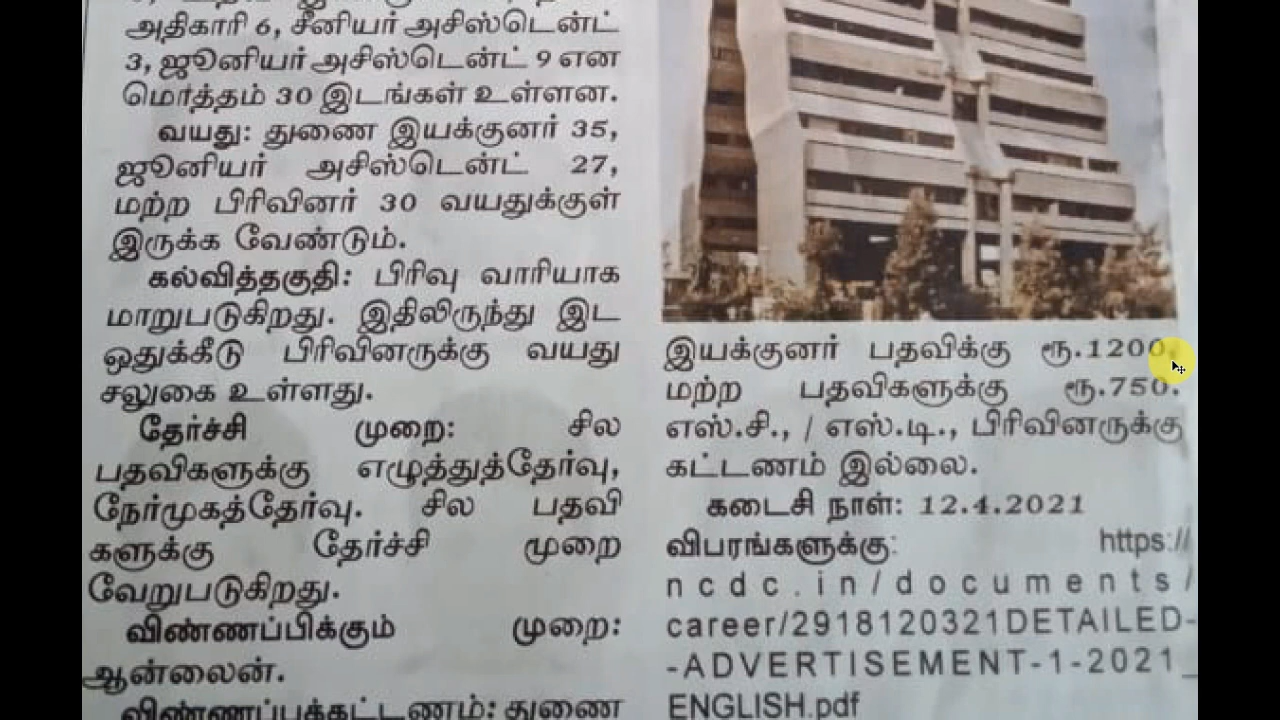 அதிகாரி 6, சீனியர் அசிஸ்டென்ட்
3, ஜூனியர் அசிஸ்டென்ட் 9 என
மொத்தம் 30 இடங்கள் உள்ளன.
வயது: துணை இயக்குனர் 35,
ஜூனியர் அசிஸ்டென்ட் 27,
மற்ற பிரிவினர் 30 வயதுக்குள்
இருக்க வேண்டும்.
கல்வித்தகுதி: பிரிவு வாரியாக
மாறுபடுகிறது. இதிலிருந்து இட
ஒதுக்கீடு பிரிவினருக்கு வயது
சலுகை உள்ளது.
தேர்ச்சி முறை: சில
பதவிகளுக்கு எழுத்துத்தேர்வு,
நேர்முகத்தேர்வு. சில பதவி
களுக்கு தேர்ச்சி முறை
வேறுபடுகிறது.
விண்ணப்பிக்கும் முறை:
ஆன்லைன்.
விண்ணப்பக்கட்டணம்: துணை
இயக்குனர் பதவிக்கு ரூ.1200,
மற்ற பதவிகளுக்கு ரூ.750.
எஸ்.சி., / எஸ்.டி., பிரிவினருக்கு
கட்டணம் இல்லை.
கடைசி நாள்: 12.4.2021
விபரங்களுக்கு: https://
ncdc.in/documents/
career/2918120321DETAILED-
-ADVERTISEMENT-1-2021_
ENGLISH.pdf